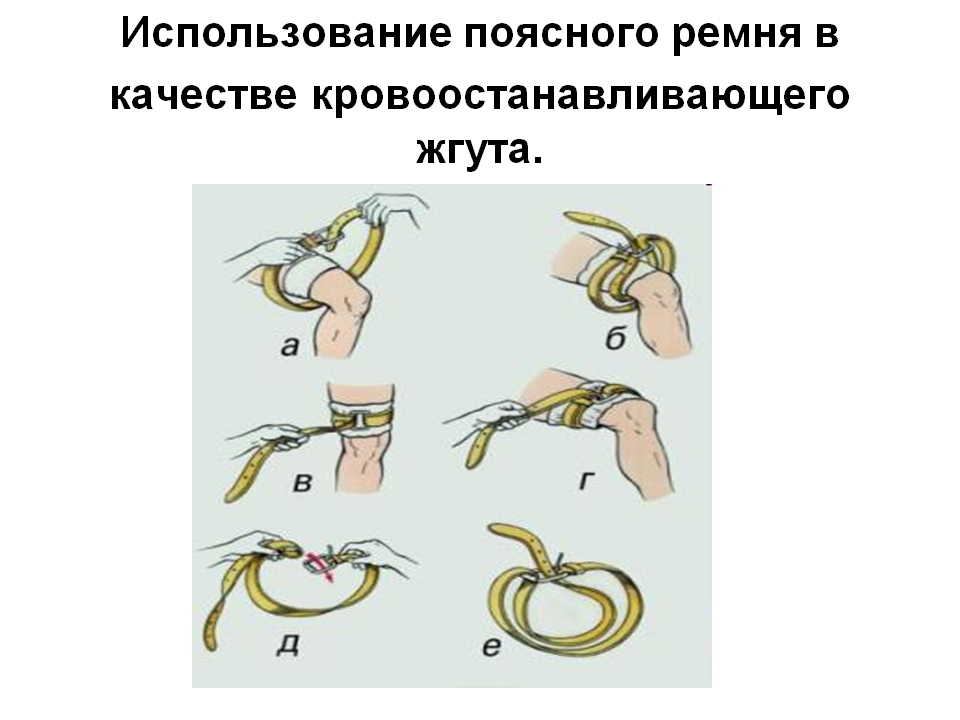 Использование поясного ремня в
качестве кровоостанавливающего
жгута.
а
б
в
г
д
е